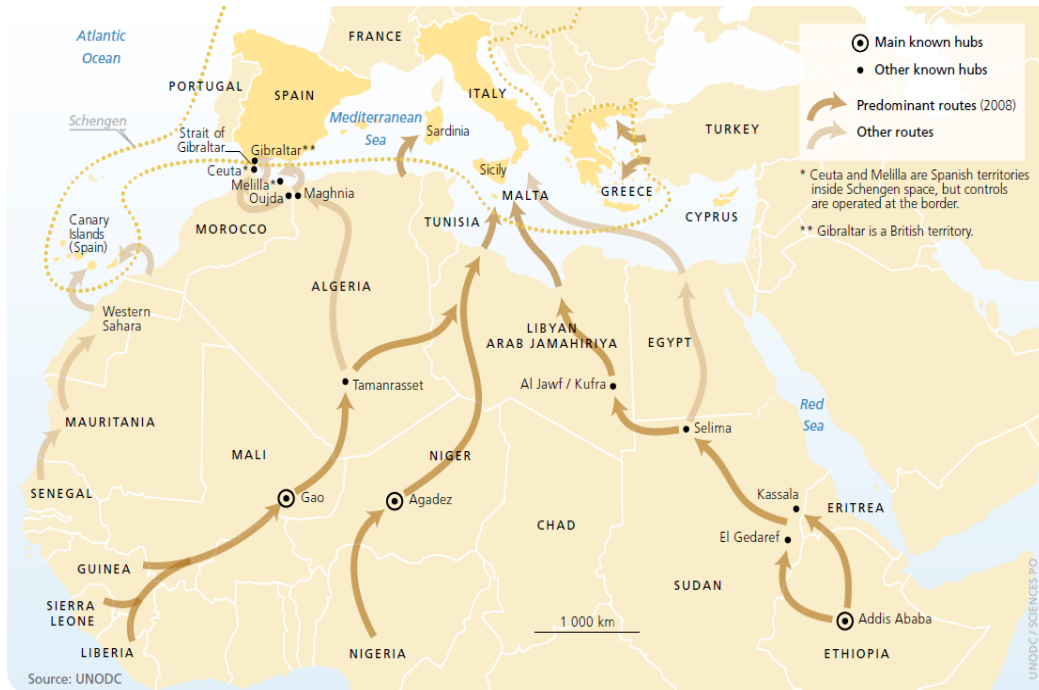 Atlantic
Ocean
FRANCE
PORTUGAL
SPAIN
ITALY
Schengen
Mediterranean
Sea
Sardinia
Strait of
Gibraltar
Gibraltar**
Ceuta*
Melilla*
Oujda
Maghnia
Sicily
MALTA
GREECE
TURKEY
CYPRUS
Main known hubs
Other known hubs
Predominant routes (2008)
Other routes
* Ceuta and Melilla are Spanish territories
inside Schengen space, but controls
are operated at the border.
** Gibraltar is a British territory.
Canary
Islands
(Spain)
MOROCCO
TUNISIA
ALGERIA
Western
Sahara
LIBYAN
ARAB JAMAHIRIYA
EGYPT
Tamanrasset
Al Jawf / Kufra
Red
Sea
MAURITANIA
Selima
MALI
NIGER
SENEGAL
Gao
Agadez
Kassala
ERITREA
CHAD
El Gedaref
GUINEA
SUDAN
SIERRA
LEONE
1 000 km
Addis Ababa
LIBERIA
NIGERIA
ETHIOPIA
Source: UNODC
UNODC / SCIENCES PO